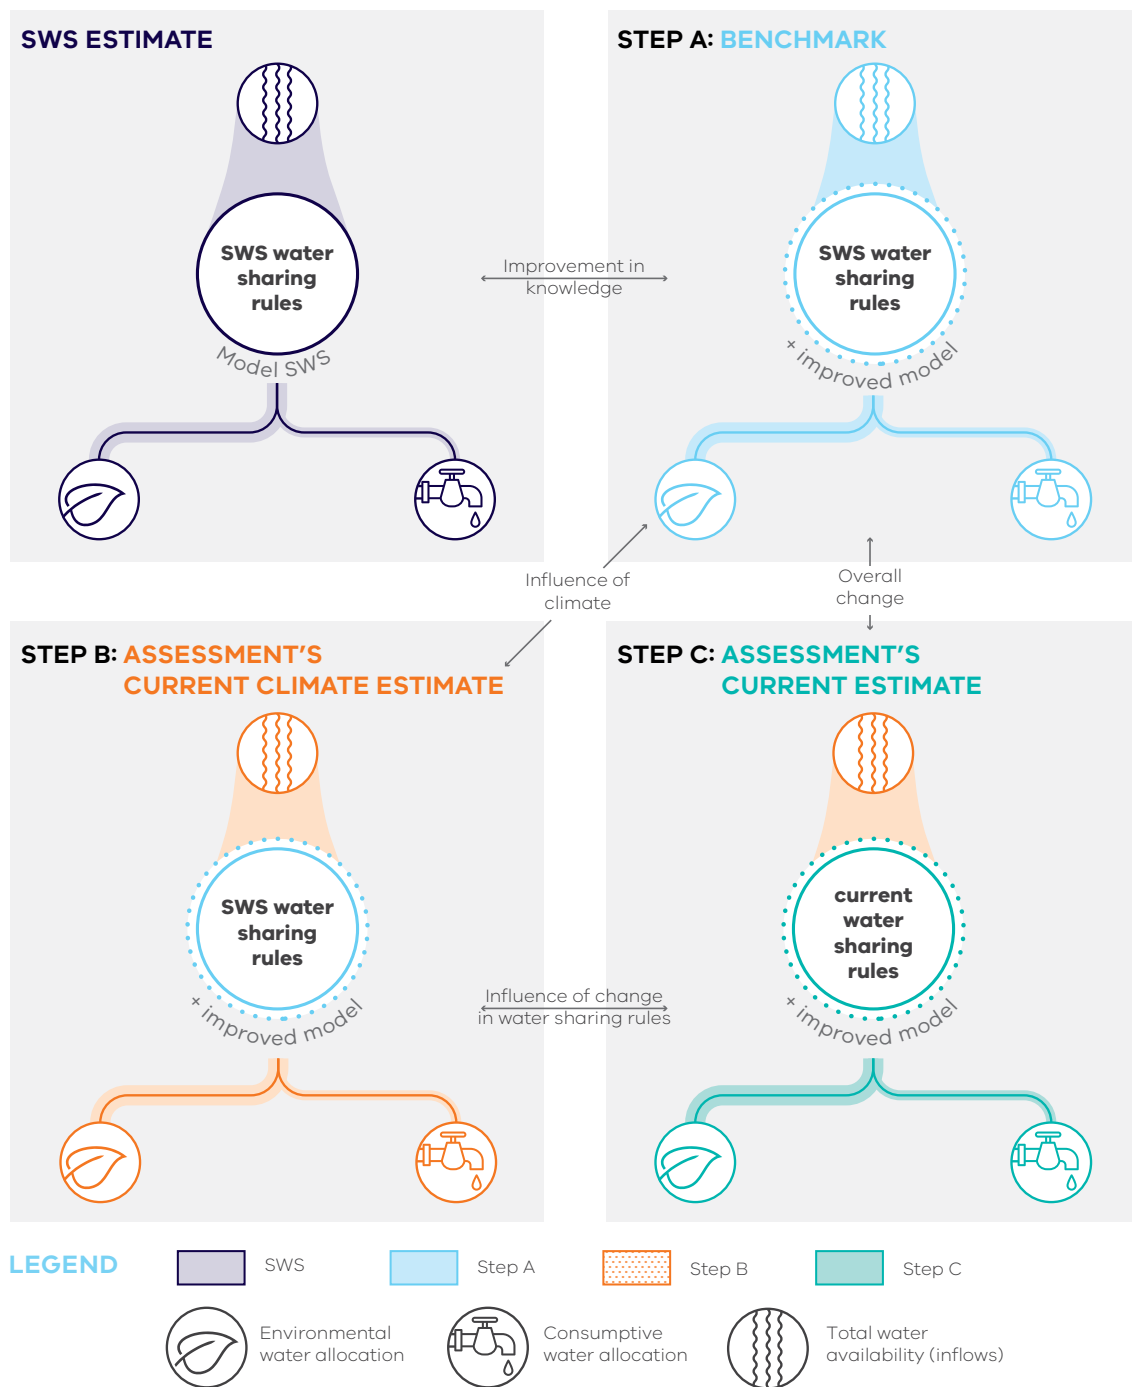 SWS ESTIMATE
SWS water
sharing
rules
Model SWS
STEP A: BENCHMARK
SWS water
sharing
rules
+ improved model
Improvement in
knowledge
Influence of
climate
Overall
change
STEP B: ASSESSMENT'S
CURRENT CLIMATE ESTIMATE
SWS water
sharing
rules
+ improved model
STEP C: ASSESSMENT'S
CURRENT ESTIMATE
current
water
sharing
rules
+ improved model
Influence of change
in water sharing rules
LEGEND
SWS
Step A
Step B
Step C
Environmental
water allocation
Consumptive
water allocation
Total water
availability (inflows)